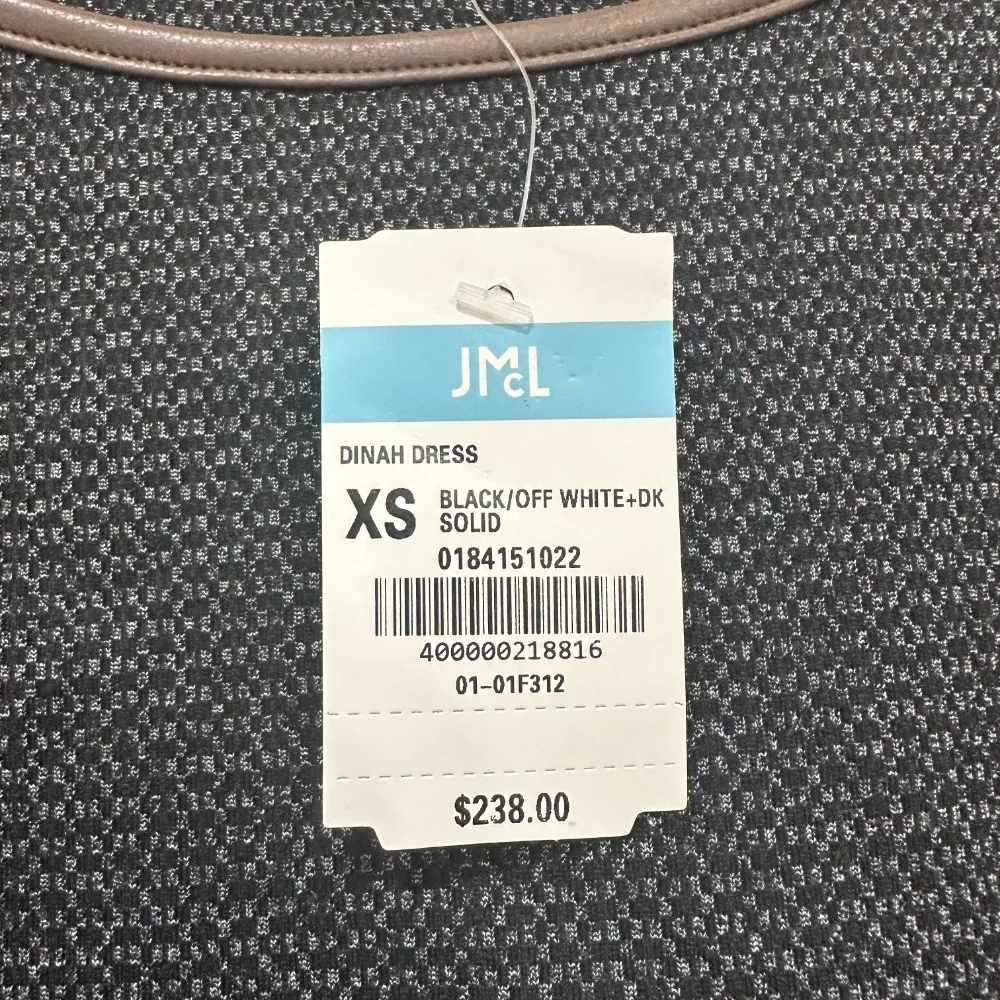 JMcL
DINAH DRESS
XS BLACK/OFF WHITE+DK
SOLID
0184151022
400000218816
01-01F312
$238.00